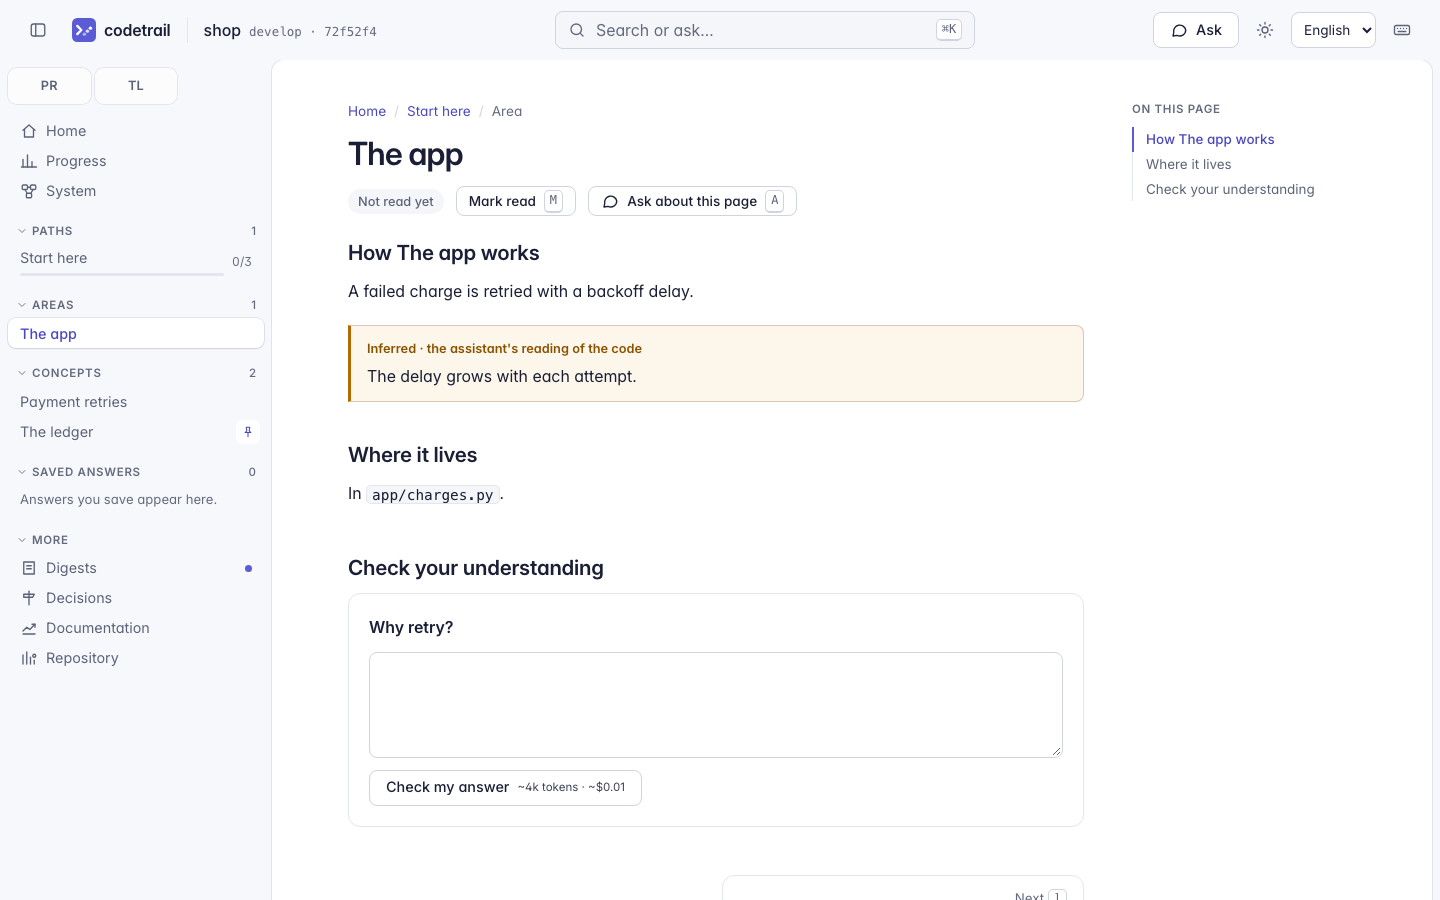 codetrail shop develop · 72f52f4
Search or ask... ⌘K
Ask
English
PR TL
Home
Progress
System
PATHS 1
Start here 0/3
AREAS 1
The app
CONCEPTS 2
Payment retries
The ledger
SAVED ANSWERS 0
Answers you save appear here.
MORE
Digests
Decisions
Documentation
Repository
Home / Start here / Area
The app
Not read yet Mark read M Ask about this page A
How The app works
A failed charge is retried with a backoff delay.
Inferred · the assistant's reading of the code
The delay grows with each attempt.
Where it lives
In app/charges.py.
Check your understanding
Why retry?
Check my answer ~4k tokens · ~$0.01
Next ]
ON THIS PAGE
How The app works
Where it lives
Check your understanding